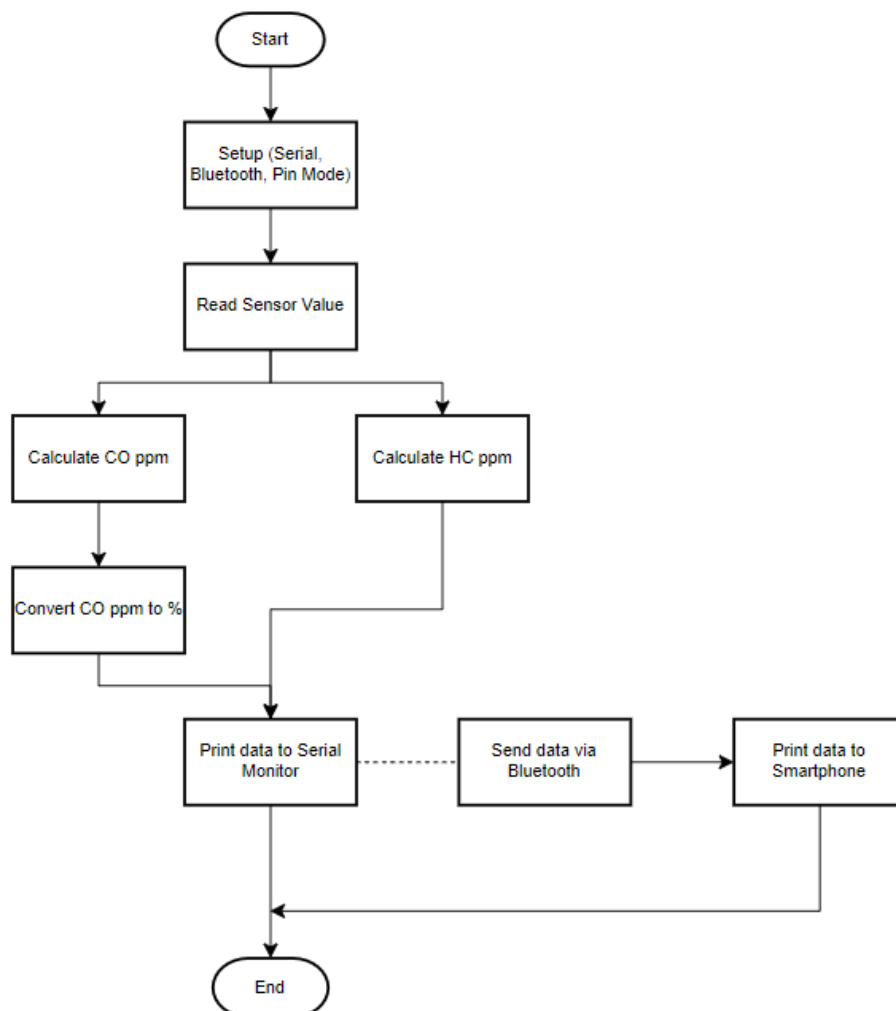 Start
Setup (Serial,
Bluetooth, Pin Mode)
Read Sensor Value
Calculate CO ppm
Calculate HC ppm
Convert CO ppm to %
Print data to Serial
Monitor
Send data via
Bluetooth
Print data to
Smartphone
End